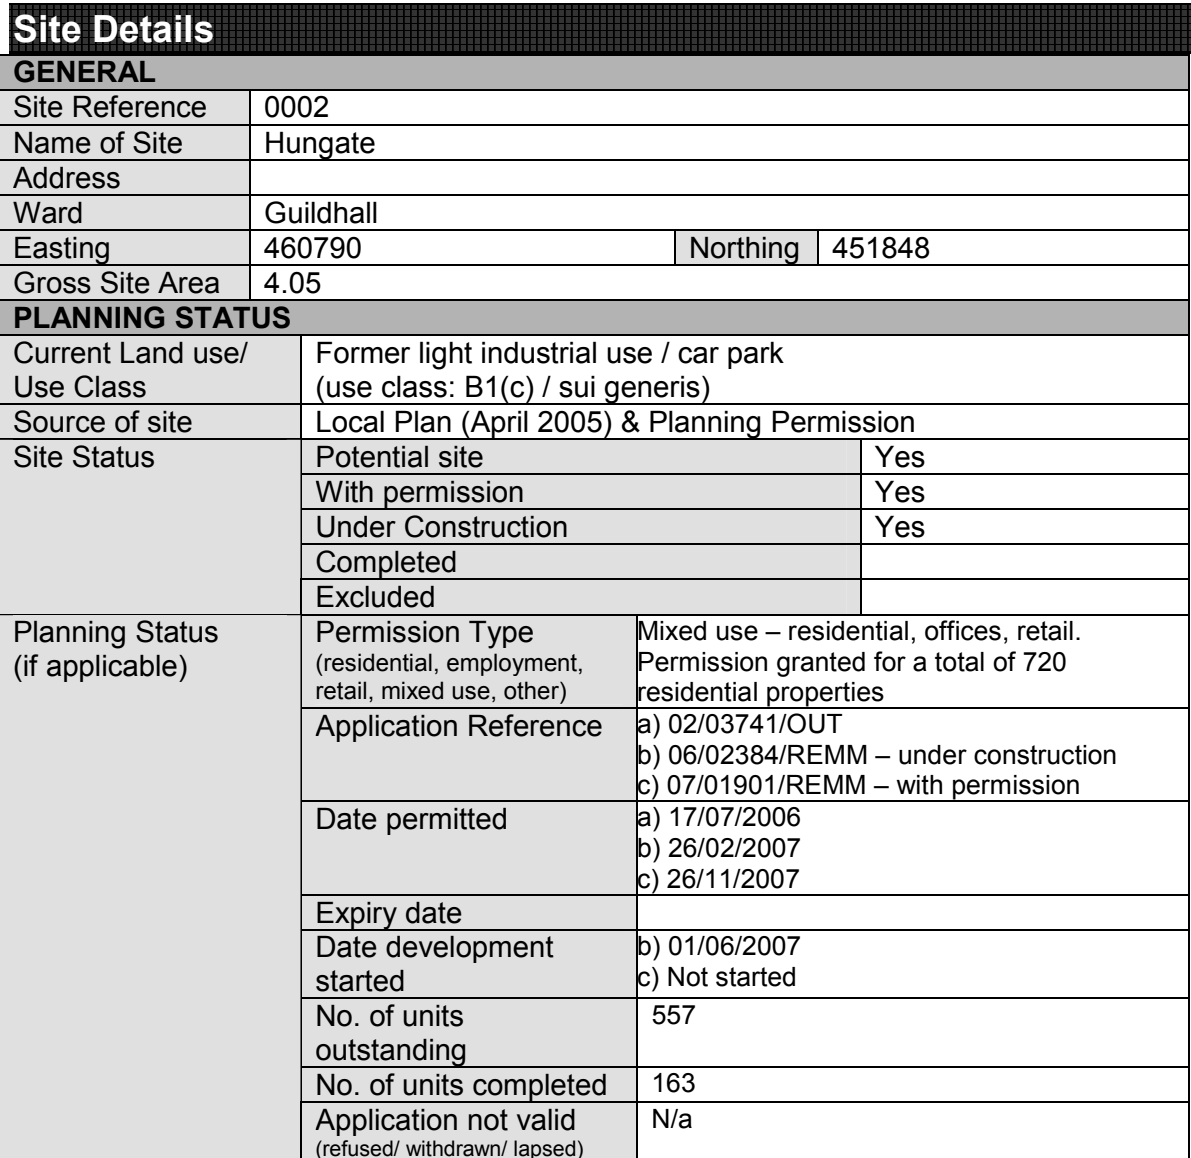 Site Details
GENERAL
Site Reference 0002
Name of Site Hungate
Address
Ward Guildhall
Easting 460790 Northing 451848
Gross Site Area 4.05
PLANNING STATUS
Current Land use/ Former light industrial use / car park
Use Class (use class: B1(c) / sui generis)
Source of site Local Plan (April 2005) & Planning Permission
Site Status Potential site Yes
With permission Yes
Under Construction Yes
Completed
Excluded
Planning Status Permission Type Mixed use – residential, offices, retail.
(if applicable) (residential, employment, Permission granted for a total of 720
retail, mixed use, other) residential properties
Application Reference a) 02/03741/OUT
b) 06/02384/REMM – under construction
c) 07/01901/REMM – with permission
Date permitted a) 17/07/2006
b) 26/02/2007
c) 26/11/2007
Expiry date
Date development b) 01/06/2007
started c) Not started
No. of units 557
outstanding
No. of units completed 163
Application not valid N/a
(refused/ withdrawn/ lapsed)